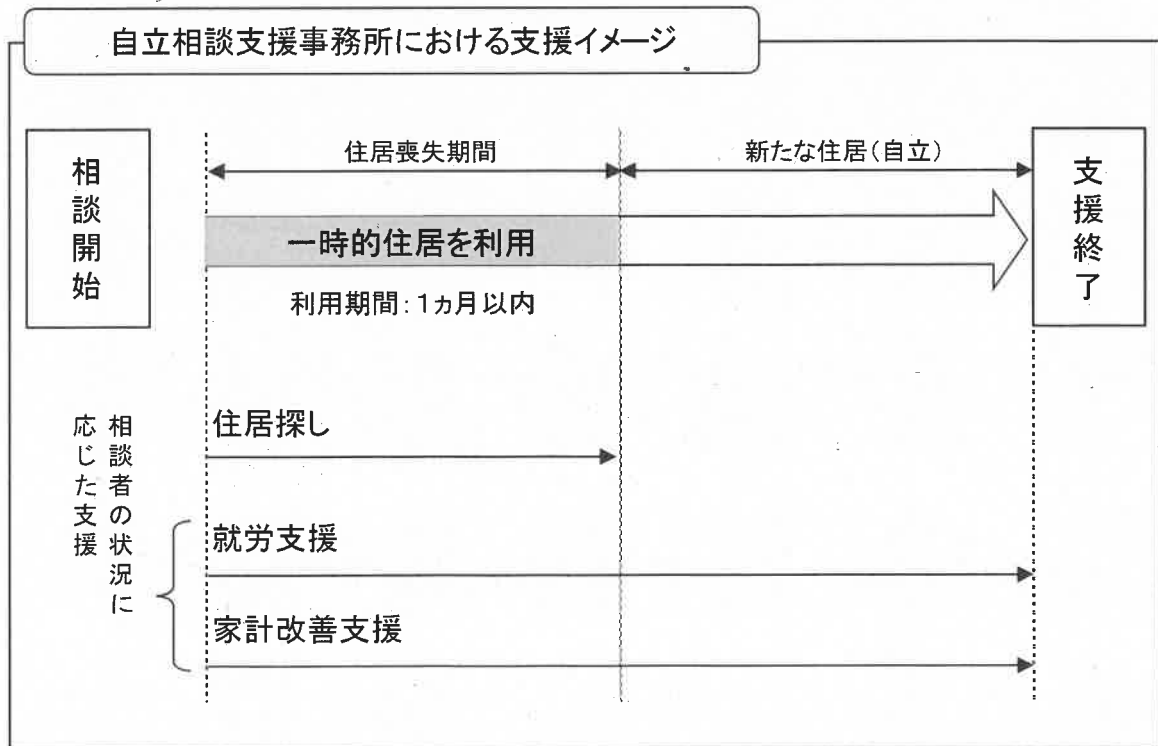 自立相談支援事務所における支援イメージ
相談開始
住居喪失期間
新たな住居(自立)
支援終了
一時的住居を利用
利用期間:1ヵ月以内
相談者の状況に
応じた支援
住居探し
就労支援
家計改善支援